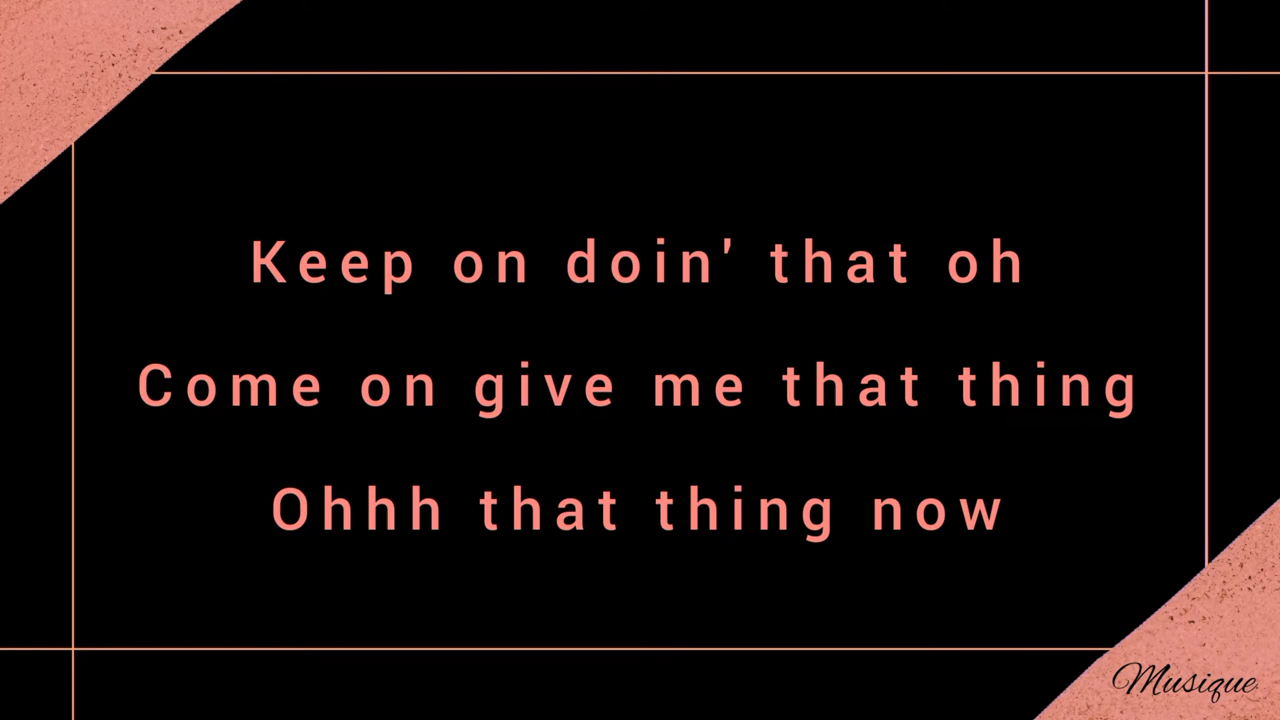 Keep on doin' that oh
Come on give me that thing
Ohhh that thing now
Musique